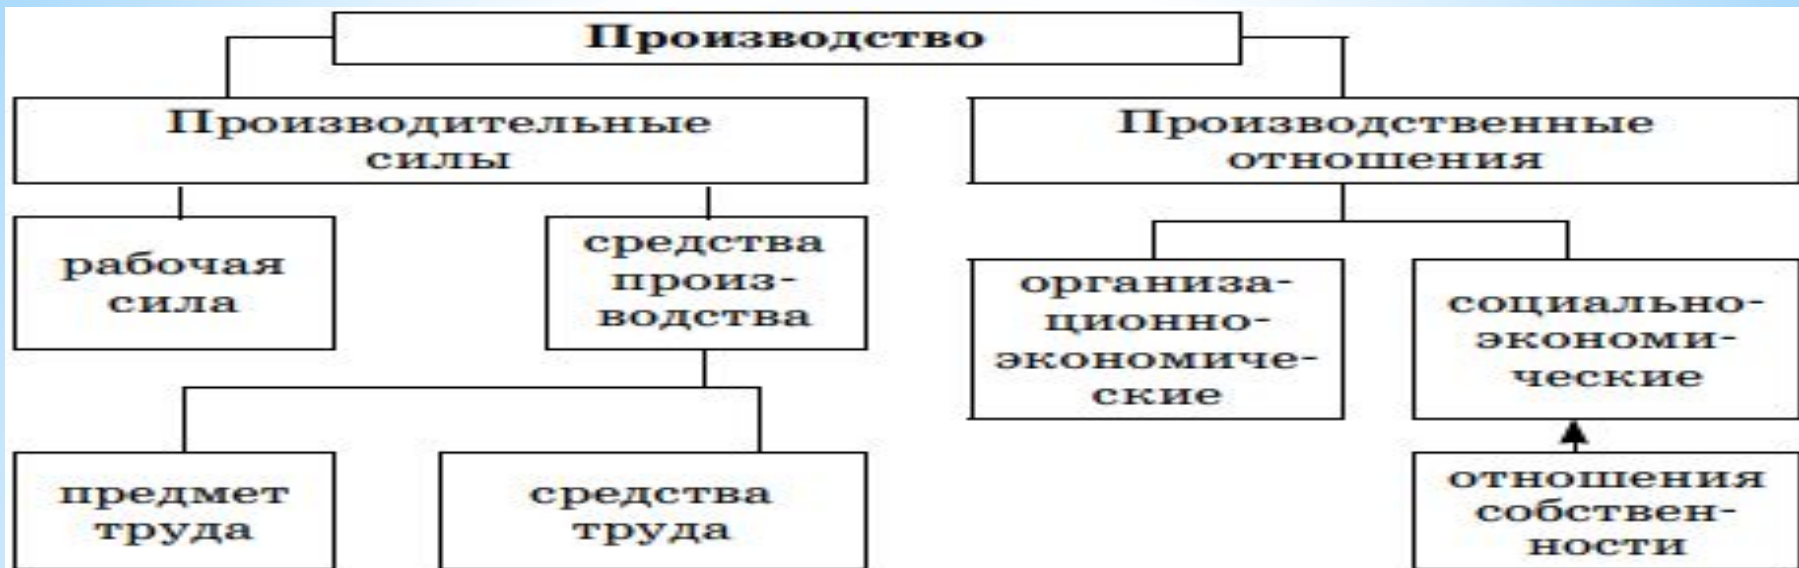 Производство
Производительные
силы
Производственные
отношения
рабочая
сила
средства
произ-
водства
организа-
ционно-
экономиче-
ские
социально-
экономи-
ческие
предмет
труда
средства
труда
отношения
собствен-
ности